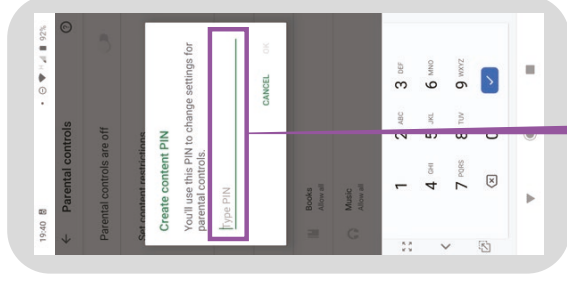 19:40
92%
Parental controls
Parental controls are off
Set content restrictions
Create content PIN
You'll use this PIN to change settings for
parental controls.
Type PIN
CANCEL OK
Books
Allow all
Music
Allow all
1 2 ABC 3 DEF
4 GHI 5 JKL 6 MNO
7 PQRS 8 TUV 9 WXYZ
0